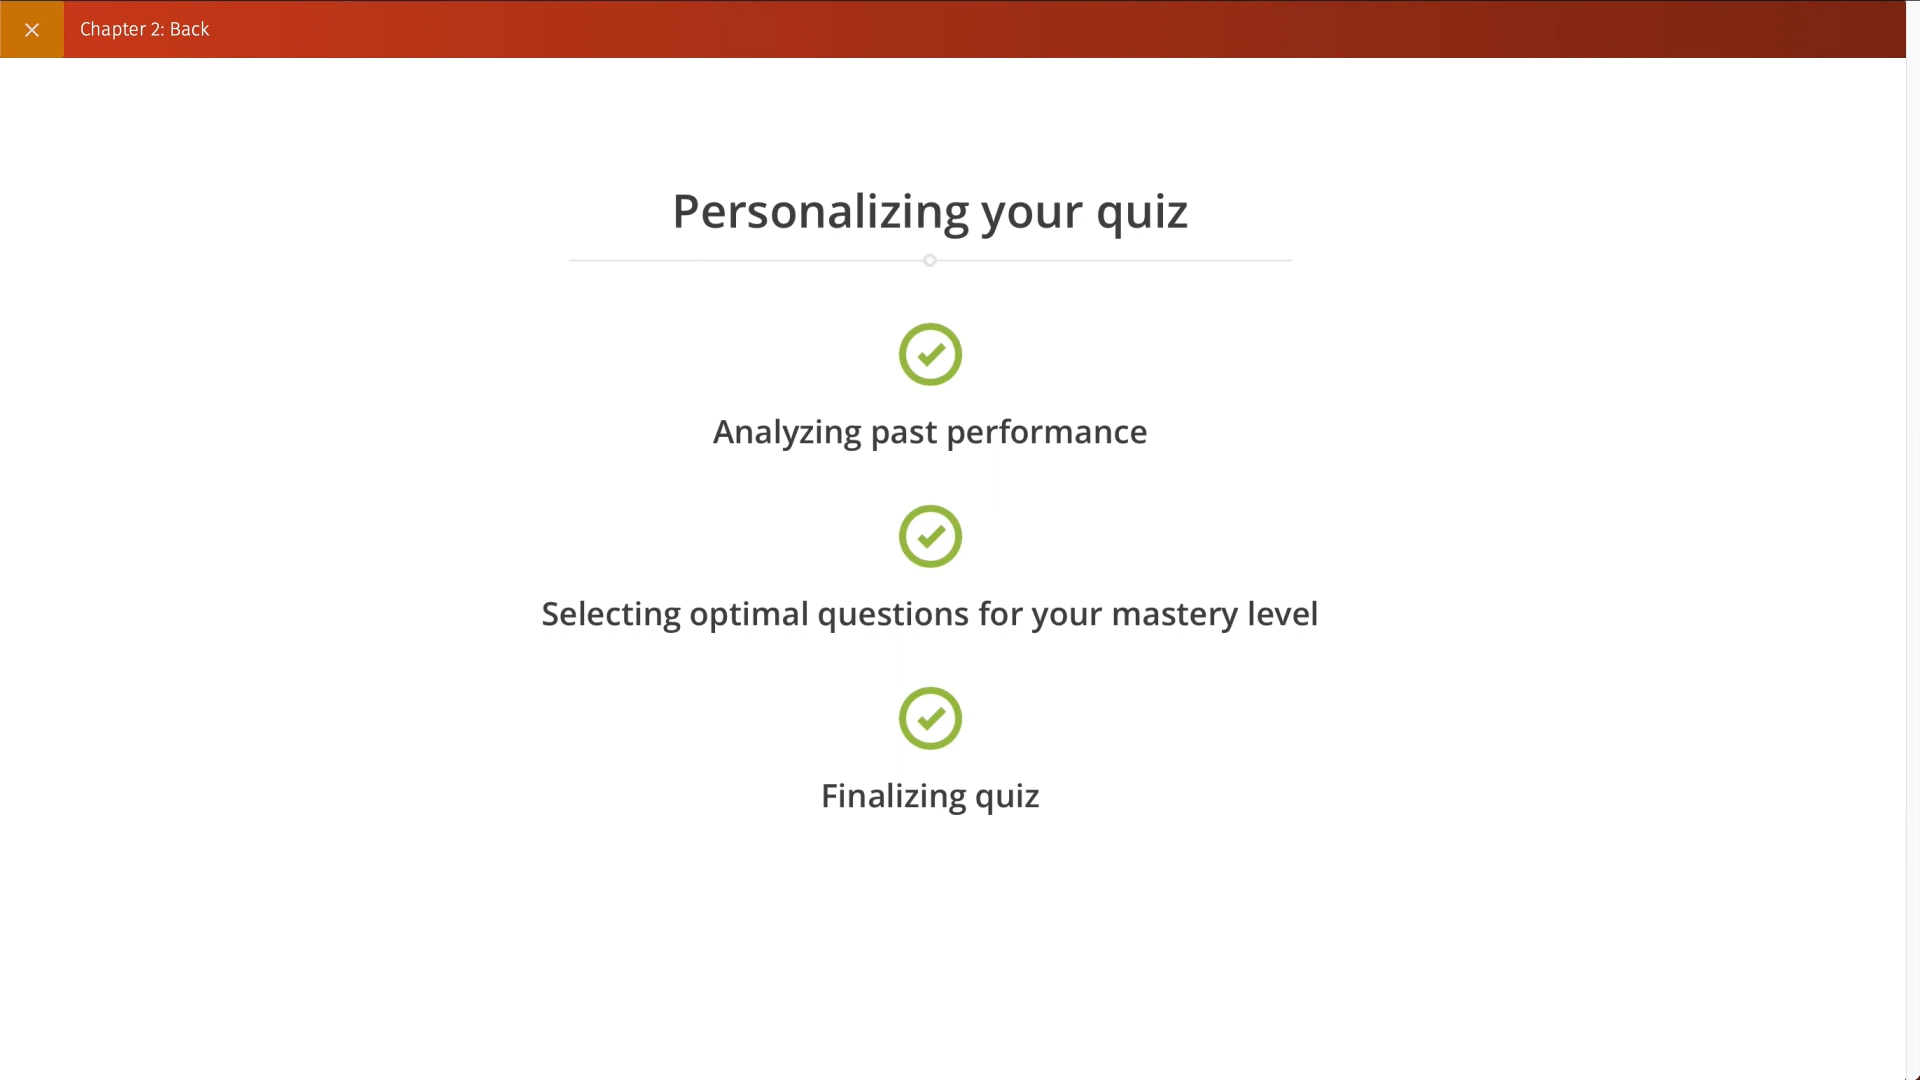 Chapter 2: Back
Personalizing your quiz
Analyzing past performance
Selecting optimal questions for your mastery level
Finalizing quiz